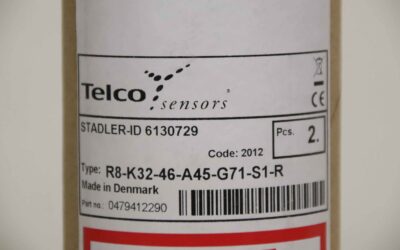 Telco
sensors
STADLER-ID 6130729
Pcs. 2.
Code: 2012
Type: R8-K32-46-A45-G71-S1-R
Made in Denmark
Part no.: 0479412290
CE